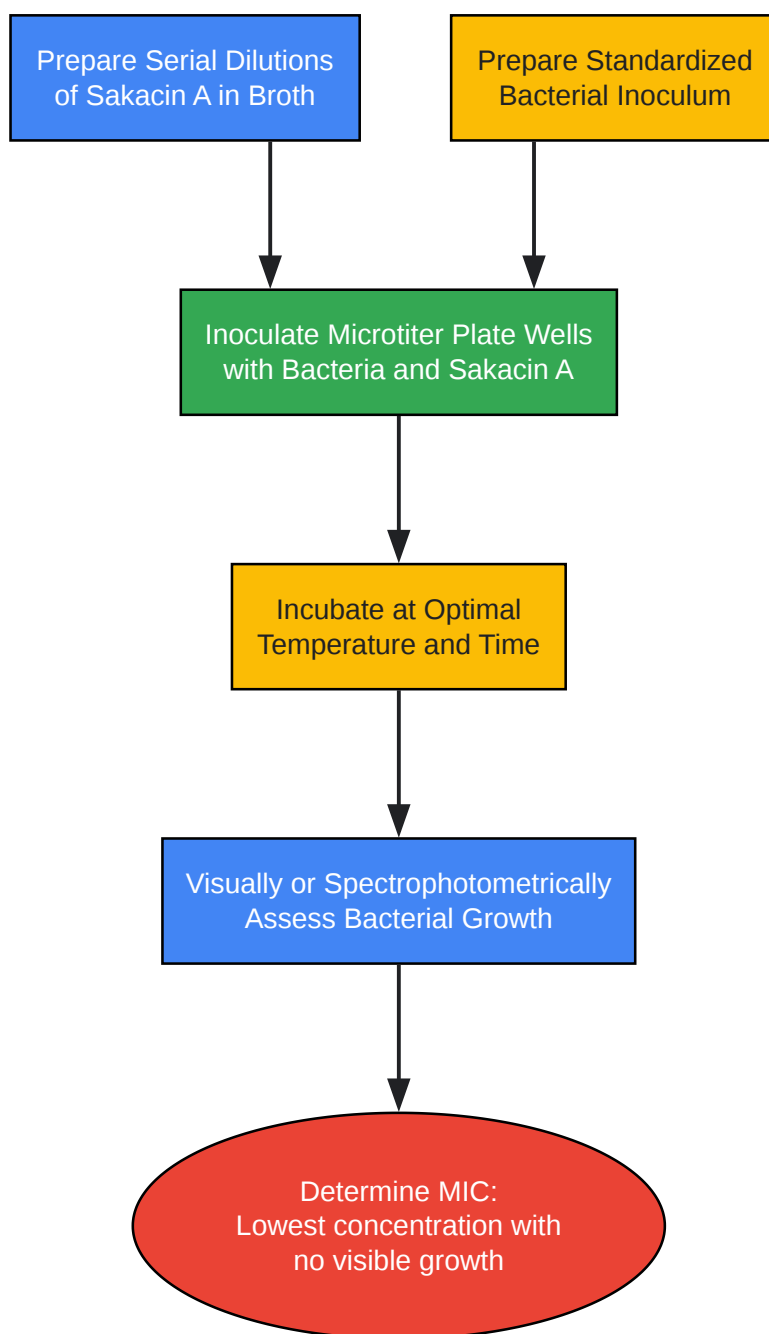 Prepare Serial Dilutions
of Sakacin A in Broth
Prepare Standardized
Bacterial Inoculum
Inoculate Microtiter Plate Wells
with Bacteria and Sakacin A
Incubate at Optimal
Temperature and Time
Visually or Spectrophotometrically
Assess Bacterial Growth
Determine MIC:
Lowest concentration with
no visible growth